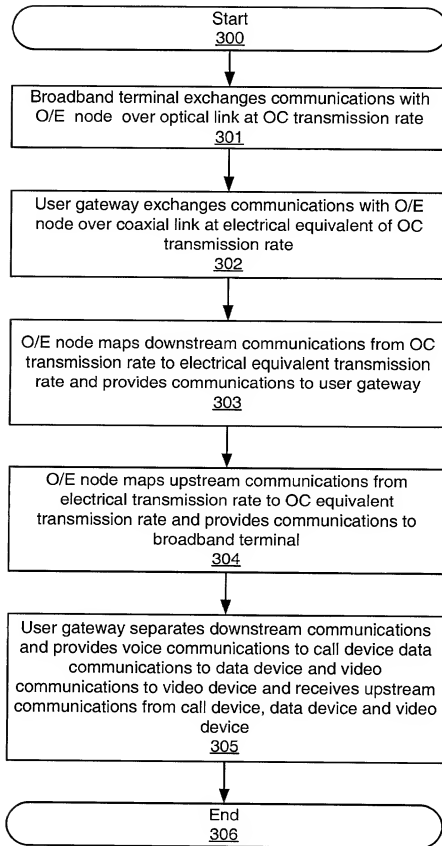 Start
300
Broadband terminal exchanges communications with
O/E node over optical link at OC transmission rate
301
User gateway exchanges communications with O/E
node over coaxial link at electrical equivalent of OC
transmission rate
302
O/E node maps downstream communications from OC
transmission rate to electrical equivalent transmission
rate and provides communications to user gateway
303
O/E node maps upstream communications from
electrical transmission rate to OC equivalent
transmission rate and provides communications to
broadband terminal
304
User gateway separates downstream communications
and provides voice communications to call device data
communications to data device and video
communications to video device and receives upstream
communications from call device, data device and video
device
305
End
306